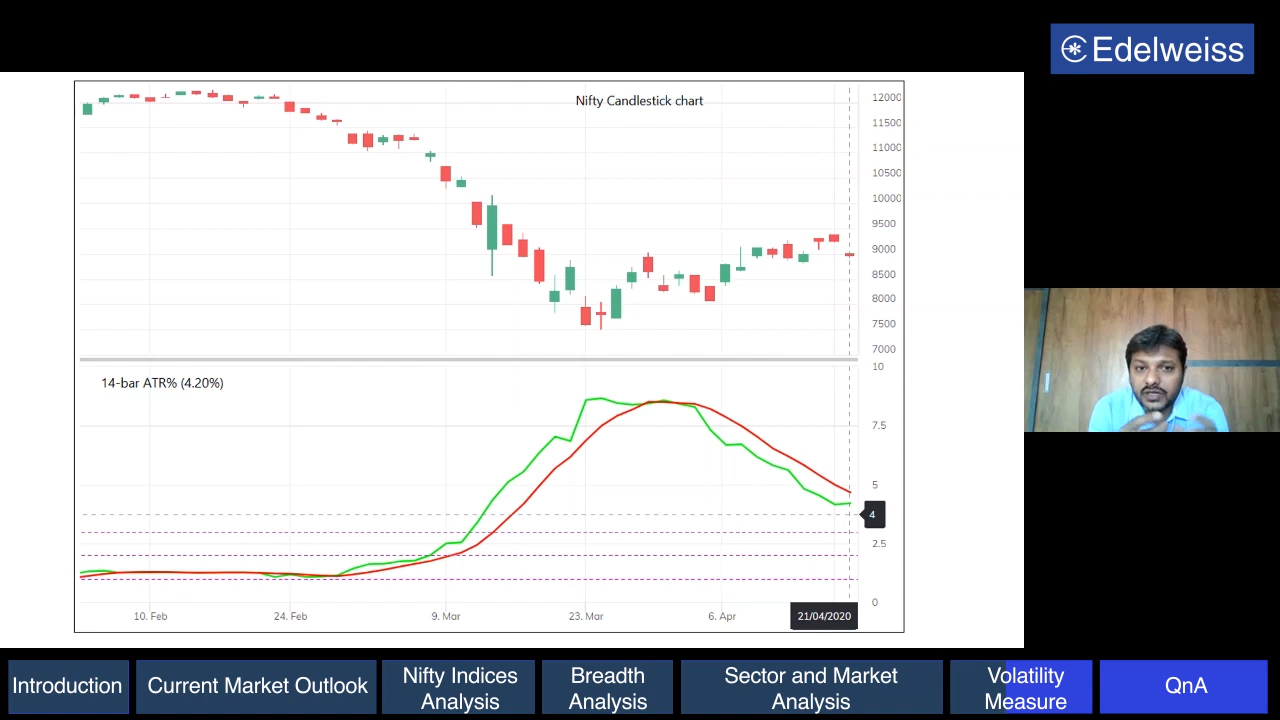 Edelweiss
Nifty Candlestick chart
12000
11500
11000
10500
10000
9500
9000
8500
8000
7500
7000
14-bar ATR% (4.20%)
10
7.5
5
4
2.5
0
10. Feb
24. Feb
9. Mar
23. Mar
6. Apr
21/04/2020
Introduction
Current Market Outlook
Nifty Indices
Analysis
Breadth
Analysis
Sector and Market
Analysis
Volatility
Measure
QnA